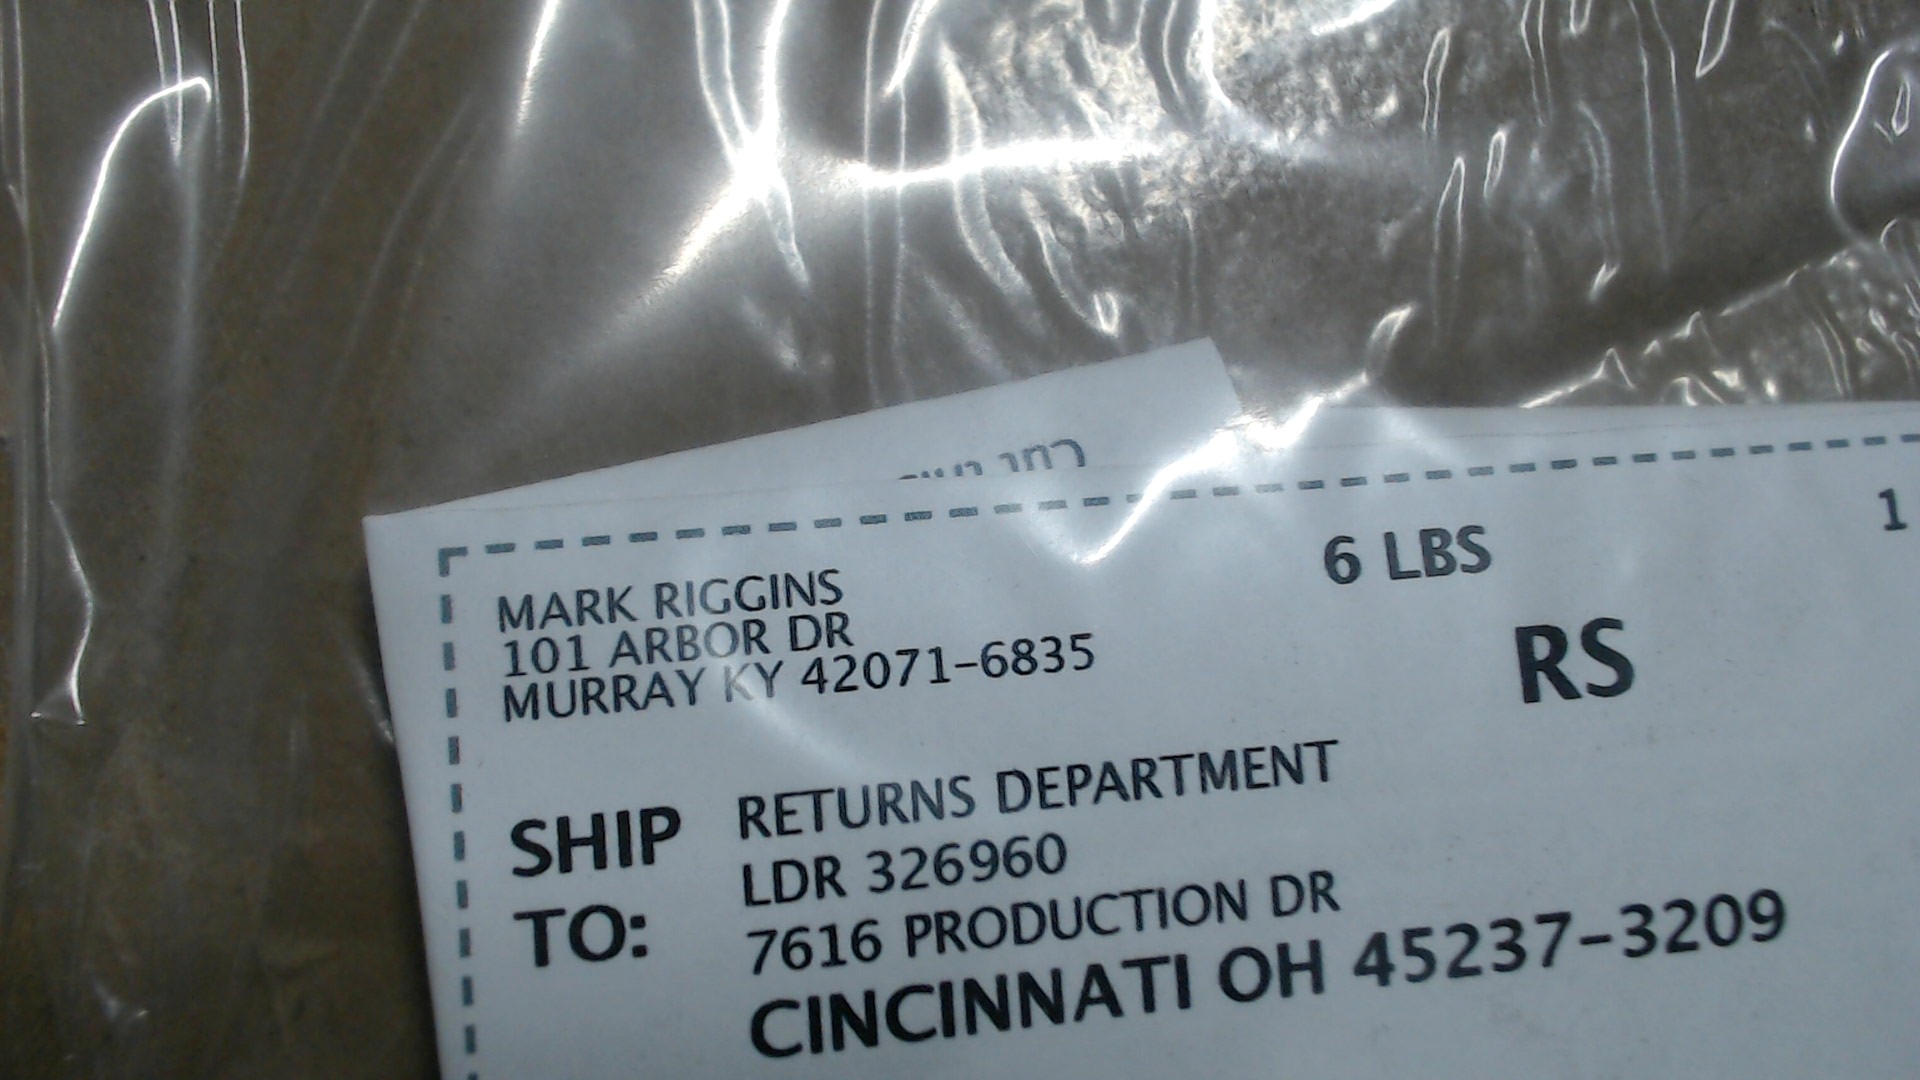 MARK RIGGINS
101 ARBOR DR
MURRAY KY 42071-6835
6 LBS
1
RS
SHIP TO:
RETURNS DEPARTMENT
LDR 326960
7616 PRODUCTION DR
CINCINNATI OH 45237-3209